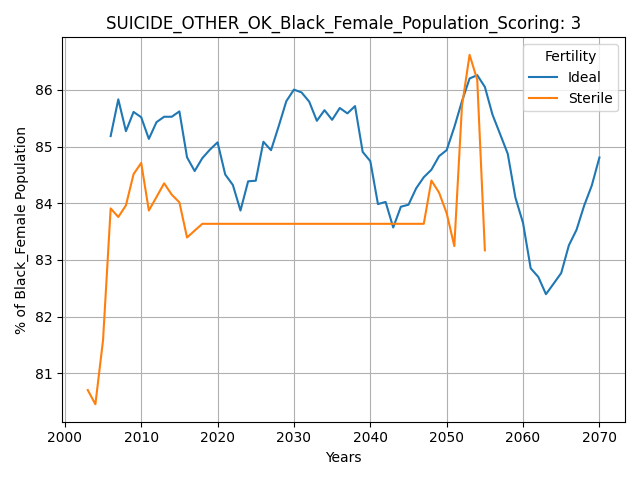 SUICIDE_OTHER_OK_Black_Female_Population_Scoring: 3
% of Black_Female Population
86
85
84
83
82
81
Fertility
Ideal
Sterile
2000 2010 2020 2030 2040 2050 2060 2070
Years